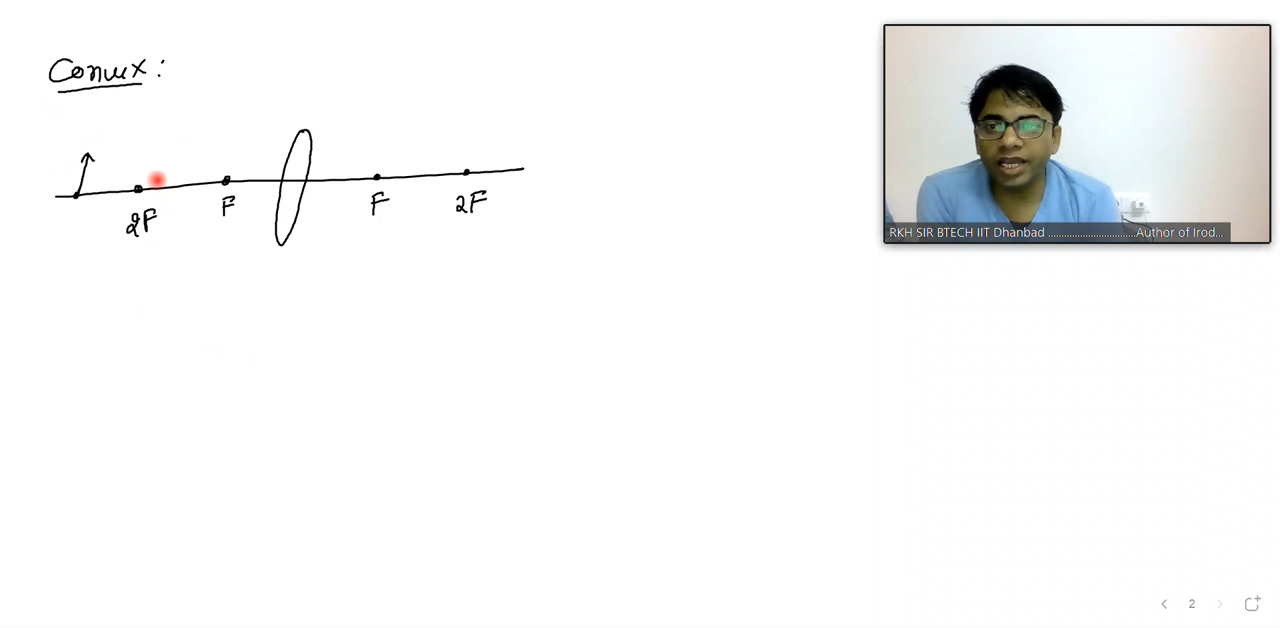 Convex :
2F F F 2F
RKH SIR BTECH IIT Dhanbad ..................................Author of Irod...
2